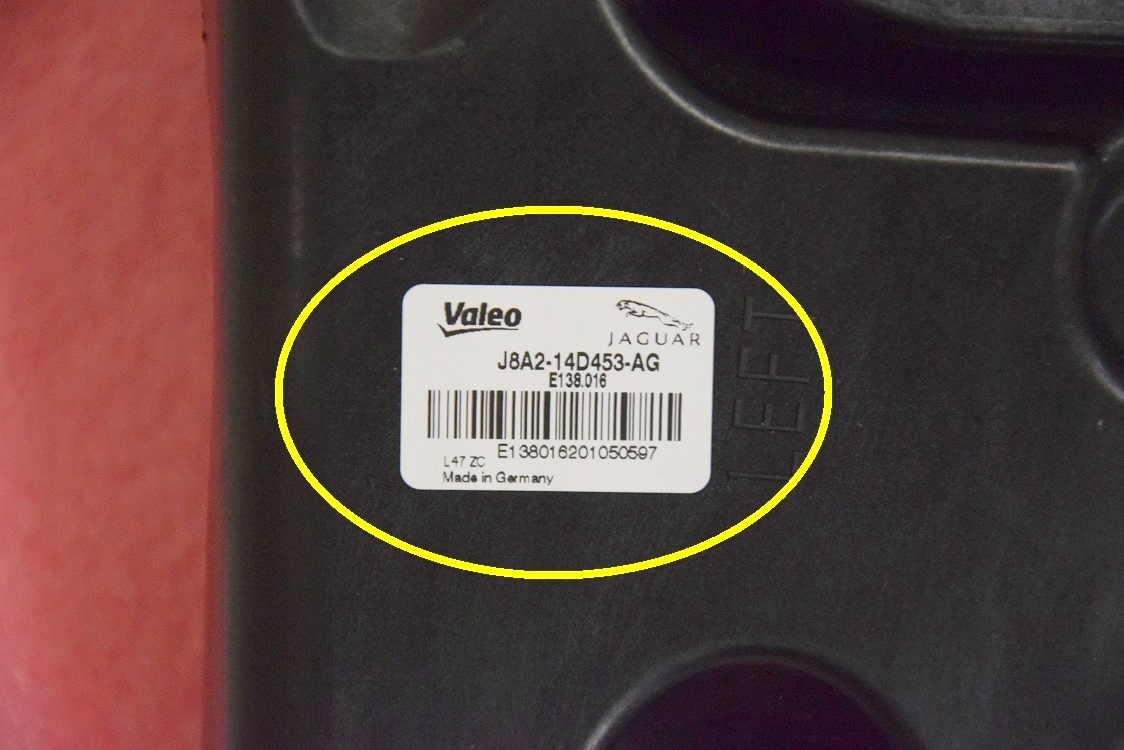 Valeo
JAGUAR
J8A2-14D453-AG
E138.016
E138016201050597
L47 ZC
Made in Germany
LEFT